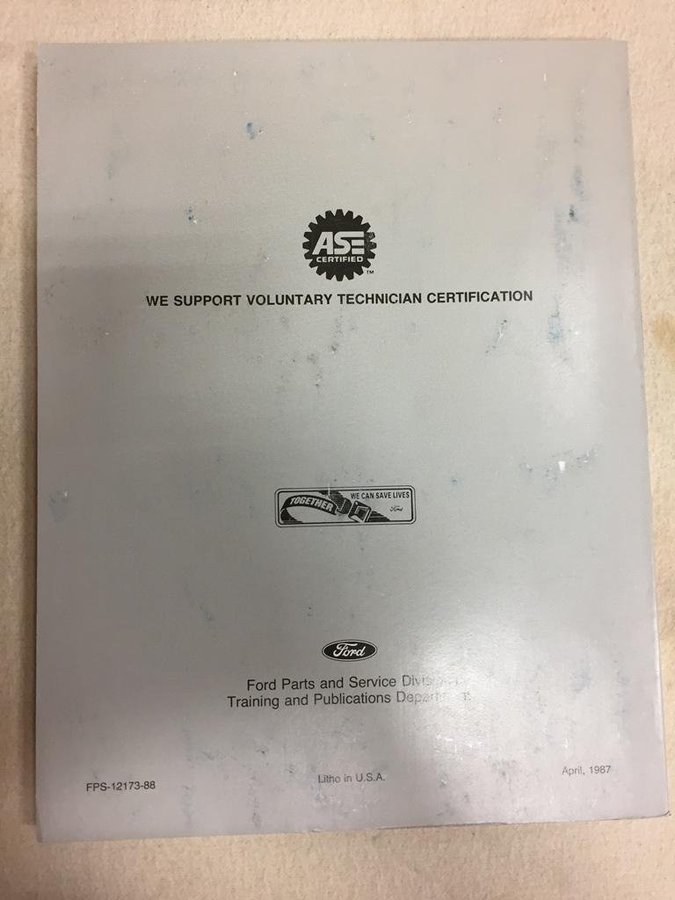 ASE
CERTIFIED
TM
WE SUPPORT VOLUNTARY TECHNICIAN CERTIFICATION
TOGETHER
WE CAN SAVE LIVES
Ford
Ford
Ford Parts and Service
Training and Publications
FPS-12173-88
Litho in U.S.A.
April, 1987